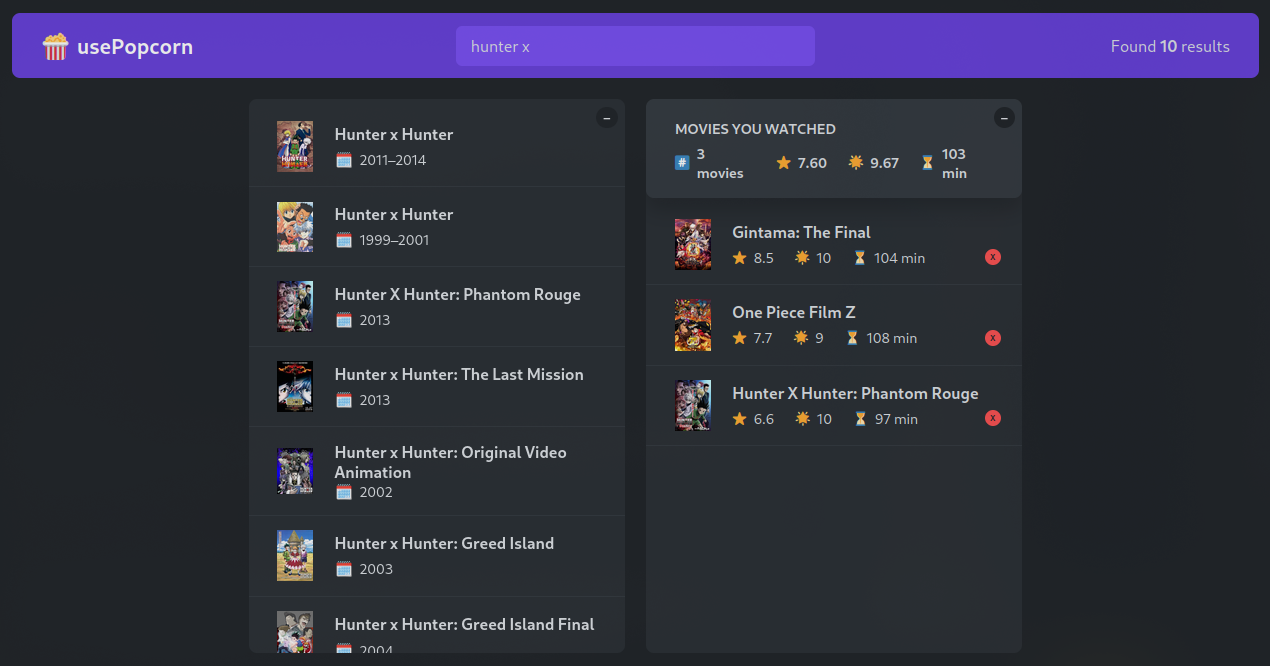 usePopcorn
hunter x
Found 10 results
–
Hunter x Hunter
2011–2014
Hunter x Hunter
1999–2001
Hunter X Hunter: Phantom Rouge
2013
Hunter x Hunter: The Last Mission
2013
Hunter x Hunter: Original Video
Animation
2002
Hunter x Hunter: Greed Island
2003
Hunter x Hunter: Greed Island Final
2004
–
MOVIES YOU WATCHED
# 3 movies
7.60
9.67
103 min
Gintama: The Final
8.5 10 104 min X
One Piece Film Z
7.7 9 108 min X
Hunter X Hunter: Phantom Rouge
6.6 10 97 min X